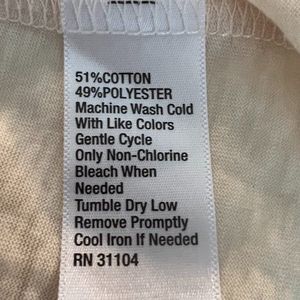 51%COTTON
49%POLYESTER
Machine Wash Cold
With Like Colors
Gentle Cycle
Only Non-Chlorine
Bleach When
Needed
Tumble Dry Low
Remove Promptly
Cool Iron If Needed
RN 31104